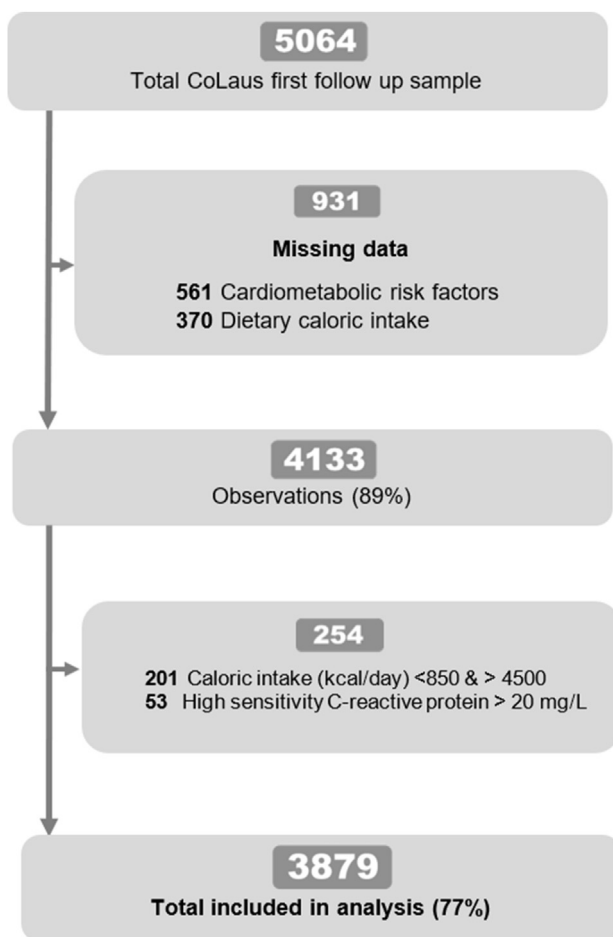 5064
Total CoLaus first follow up sample
931
Missing data
561 Cardiometabolic risk factors
370 Dietary caloric intake
4133
Observations (89%)
254
201 Caloric intake (kcal/day) <850 & > 4500
53 High sensitivity C-reactive protein > 20 mg/L
3879
Total included in analysis (77%)